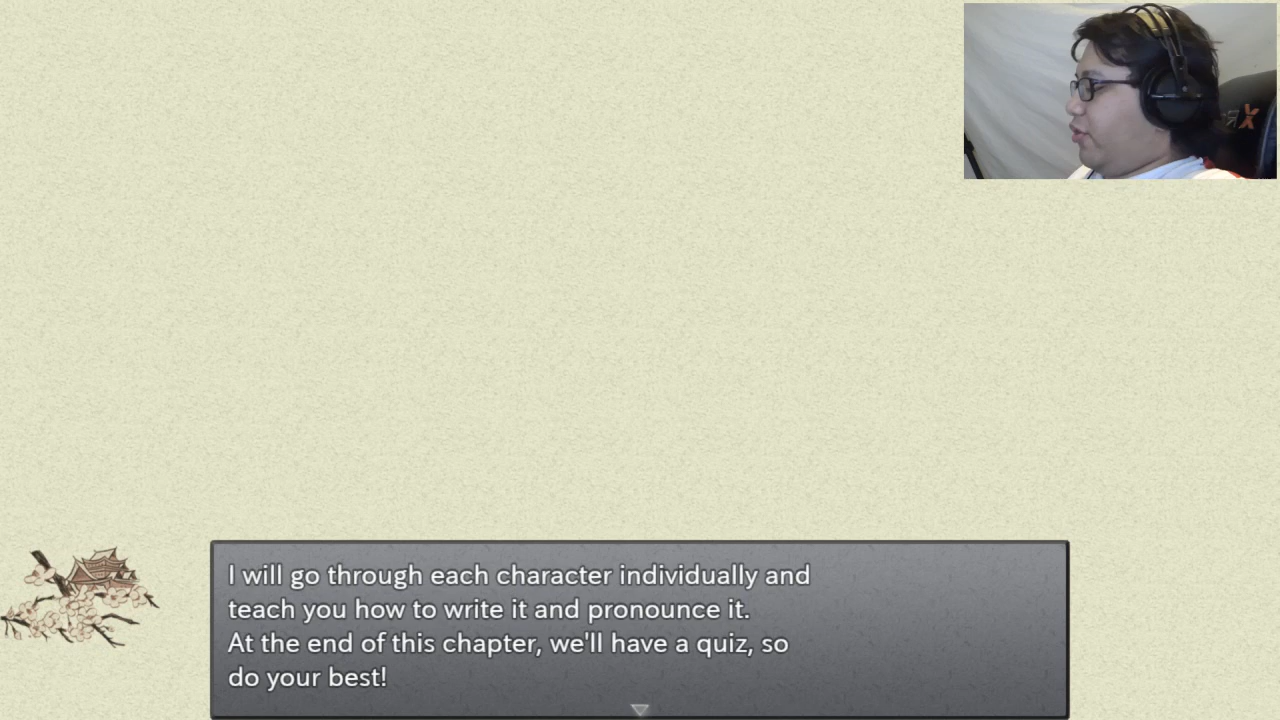 I will go through each character individually and
teach you how to write it and pronounce it.
At the end of this chapter, we'll have a quiz, so
do your best!